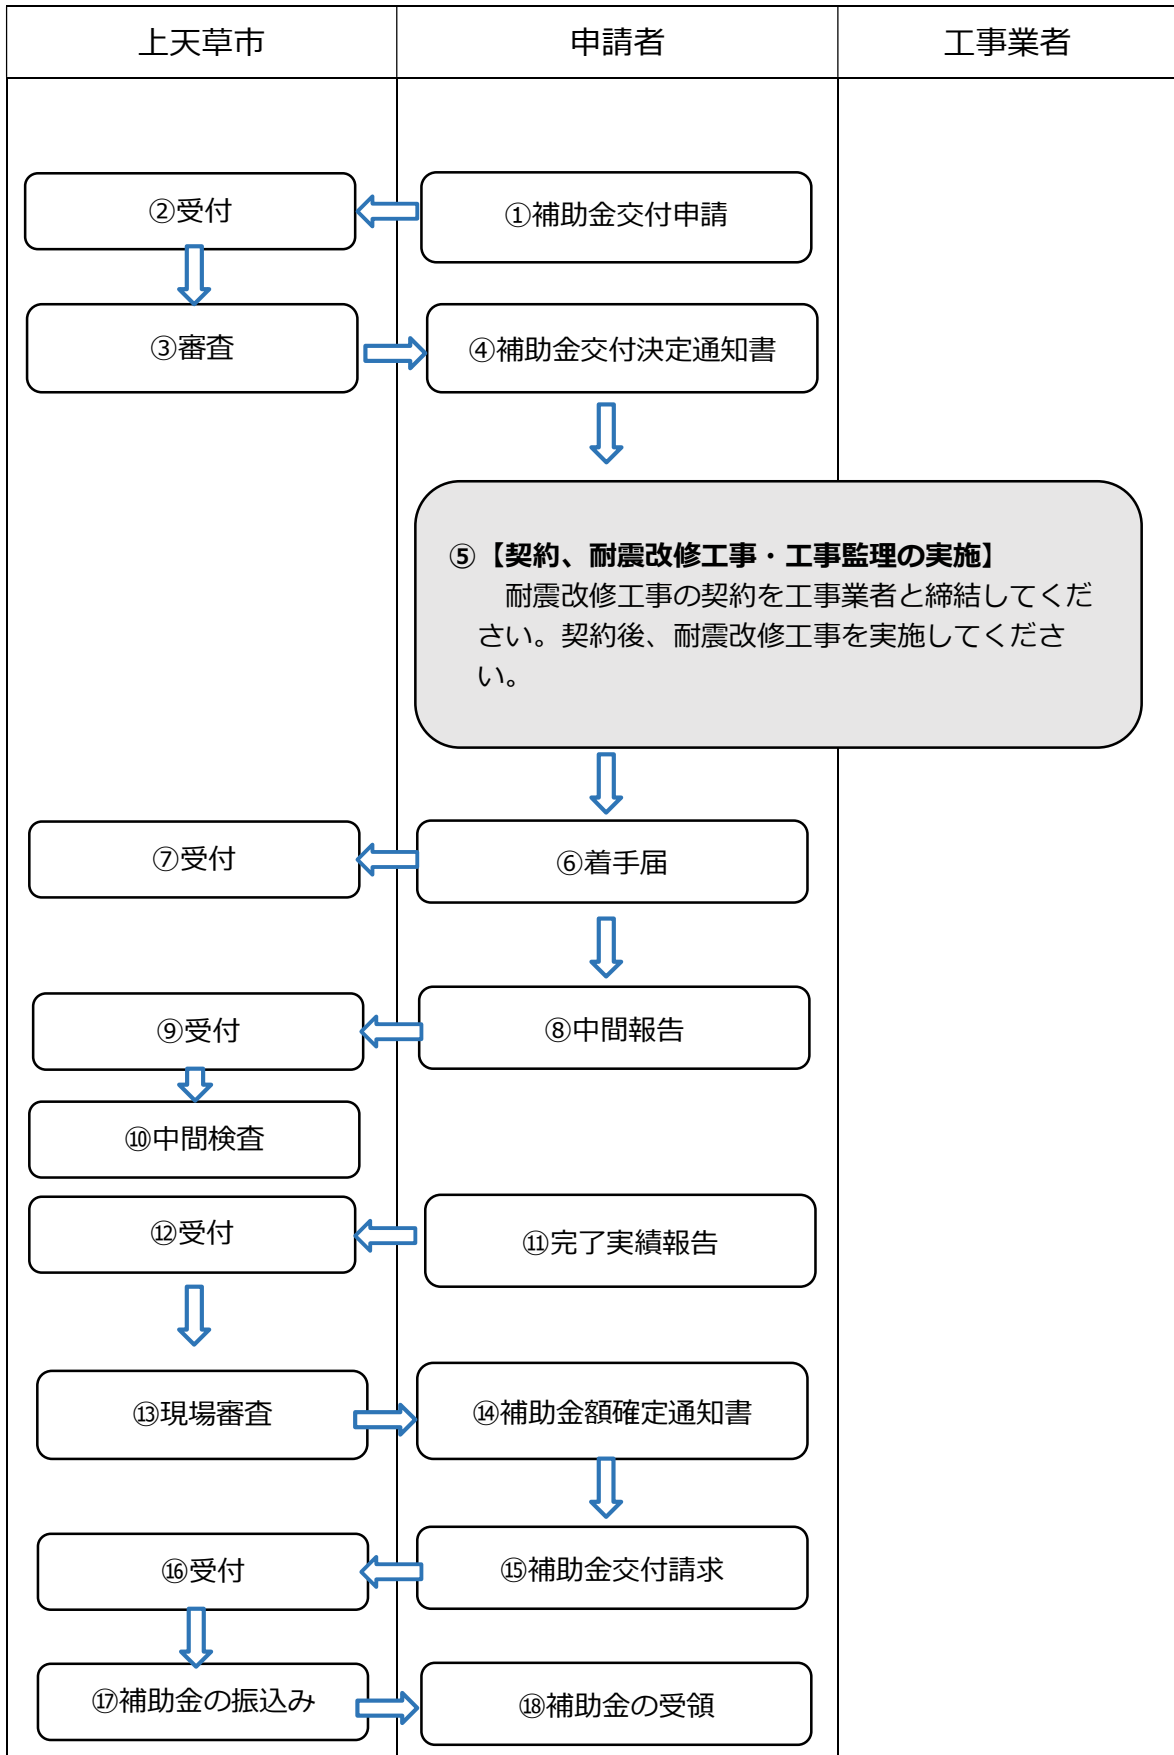 上天草市
申請者
工事業者
②受付
①補助金交付申請
③審査
④補助金交付決定通知書
⑤【契約、耐震改修工事・工事監理の実施】
耐震改修工事の契約を工事業者と締結してくだ
さい。契約後、耐震改修工事を実施してくださ
い。
⑦受付
⑥着手届
⑨受付
⑧中間報告
⑩中間検査
⑫受付
⑪完了実績報告
⑬現場審査
⑭補助金額確定通知書
⑯受付
⑮補助金交付請求
⑰補助金の振込み
⑱補助金の受領